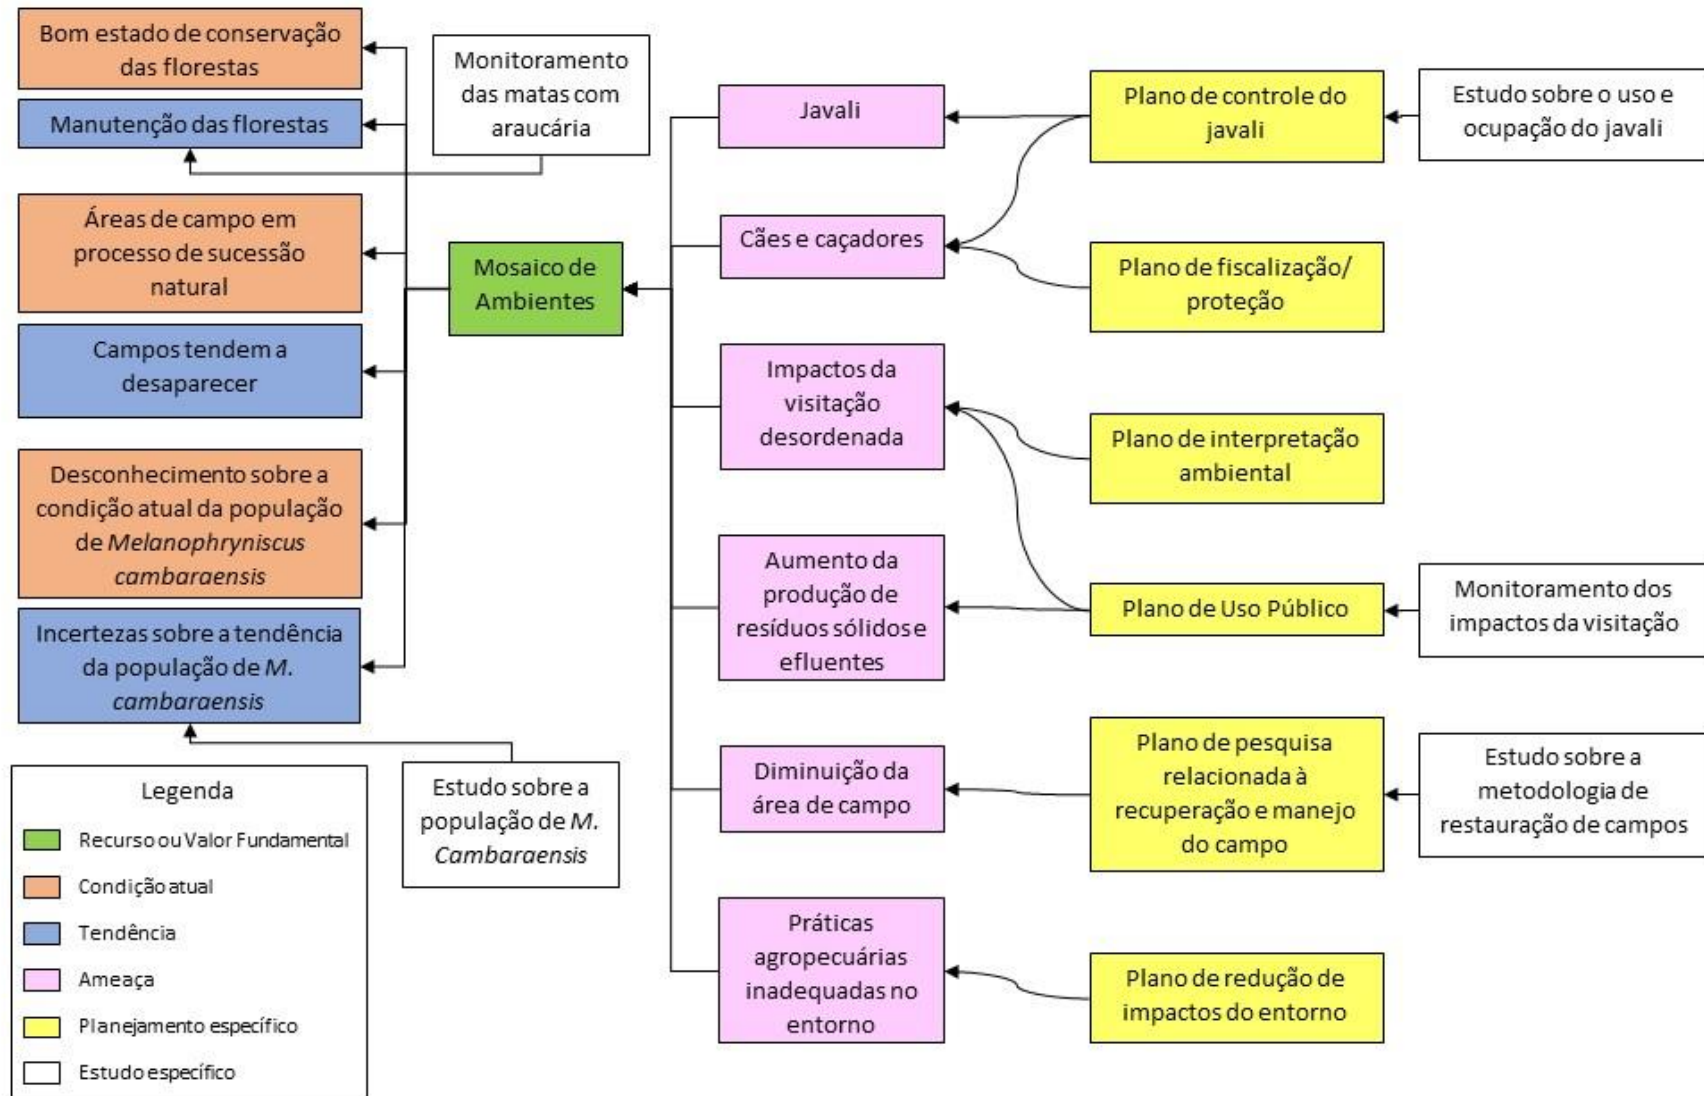 Bom estado de conservação
das florestas
Manutenção das florestas
Áreas de campo em
processo de sucessão
natural
Campos tendem a
desaparecer
Desconhecimento sobre a
condição atual da população
de Melanophryniscus
cambaraensis
Incertezas sobre a tendência
da população de M.
cambaraensis
Monitoramento
das matas com
araucária
Mosaico de
Ambientes
Estudo sobre a
população de M.
Cambaraensis
Javali
Cães e caçadores
Impactos da
visitação
desordenada
Aumento da
produção de
resíduos sólidos e
efluentes
Diminuição da
área de campo
Práticas
agropecuárias
inadequadas no
entorno
Plano de controle do
javali
Plano de fiscalização/
proteção
Plano de interpretação
ambiental
Plano de Uso Público
Plano de pesquisa
relacionada à
recuperação e manejo
do campo
Plano de redução de
impactos do entorno
Estudo sobre o uso e
ocupação do javali
Monitoramento dos
impactos da visitação
Estudo sobre a
metodologia de
restauração de campos
Legenda
Recurso ou Valor Fundamental
Condição atual
Tendência
Ameaça
Planejamento específico
Estudo específico